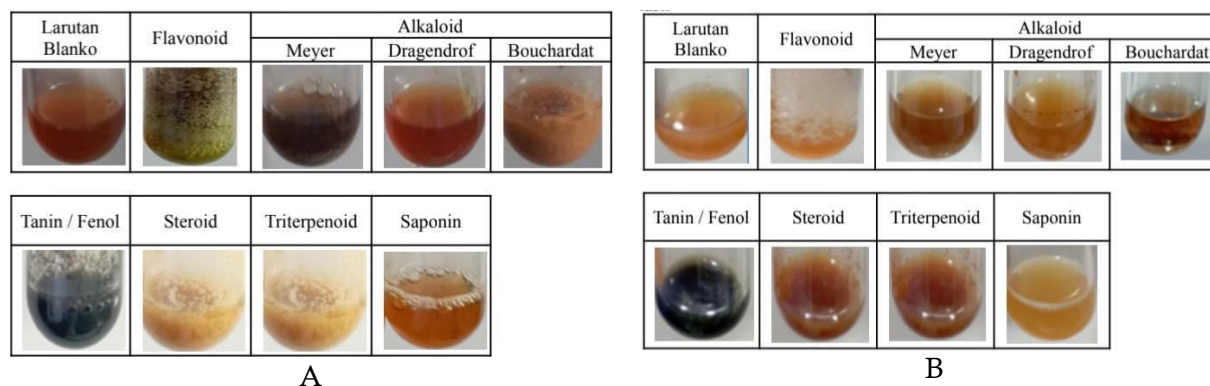 Larutan
Blanko
Flavonoid
Alkaloid
Meyer
Dragendrof
Bouchardat
Tanin / Fenol
Steroid
Triterpenoid
Saponin
A
Larutan
Blanko
Flavonoid
Alkaloid
Meyer
Dragendrof
Bouchardat
Tanin / Fenol
Steroid
Triterpenoid
Saponin
B